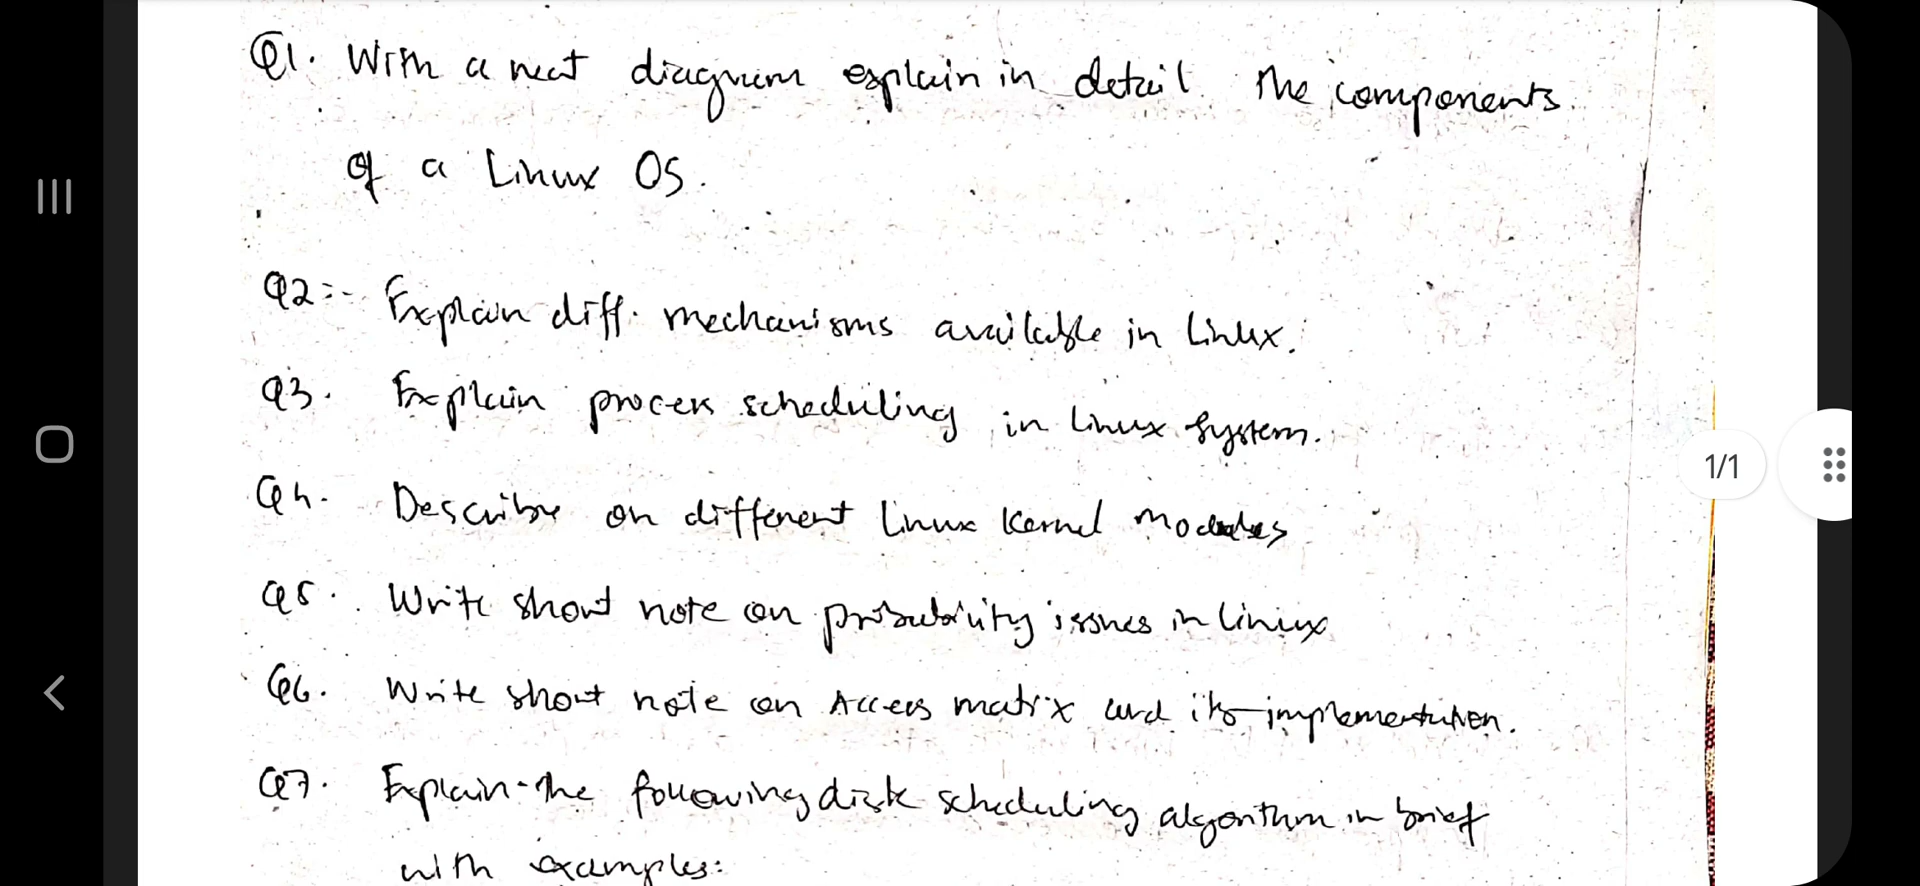 Q1. With a neat diagram explain in detail the components
of a Linux OS.
Q2:- Explain diff. mechanisms available in Linux.
Q3. Explain process scheduling in Linux System.
Q4. Describe on different Linux Kernel Modules
Q5. Write short note on issues in Linux
Q6. Write short note on Access matrix and its implementation.
1/1
Q7. Explain the following disk scheduling algorithm in brief
with examples: